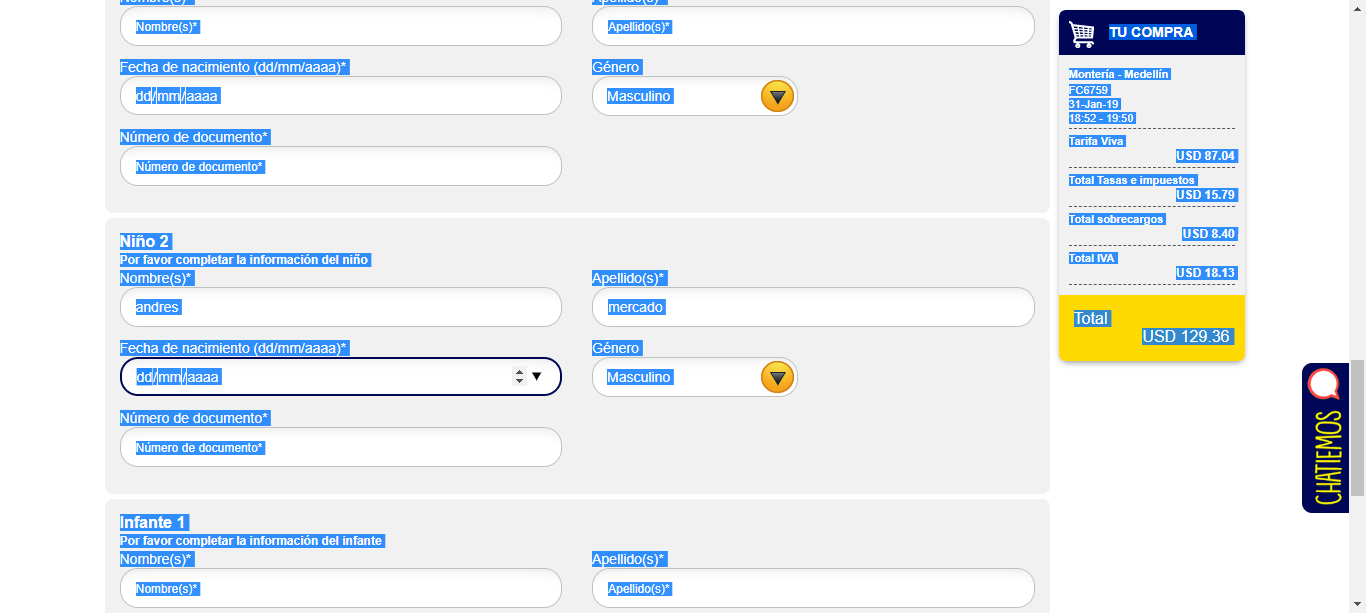 Nombre(s)*
Apellido(s)*
Nombre(s)*
Apellido(s)*
Fecha de nacimiento (dd/mm/aaaa)*
Género
dd/mm/aaaa
Masculino
Número de documento*
Número de documento*
Niño 2
Por favor completar la información del niño
Nombre(s)*
Apellido(s)*
andres
mercado
Fecha de nacimiento (dd/mm/aaaa)*
Género
dd/mm/aaaa
Masculino
Número de documento*
Número de documento*
Infante 1
Por favor completar la información del infante
Nombre(s)*
Apellido(s)*
Nombre(s)*
Apellido(s)*
TU COMPRA
Montería - Medellín
FC6759
31-Jan-19
18:52 - 19:50
Tarifa Viva
USD 87.04
Total Tasas e impuestos
USD 15.79
Total sobrecargos
USD 8.40
Total IVA
USD 18.13
Total
USD 129.36
CHATIEMOS